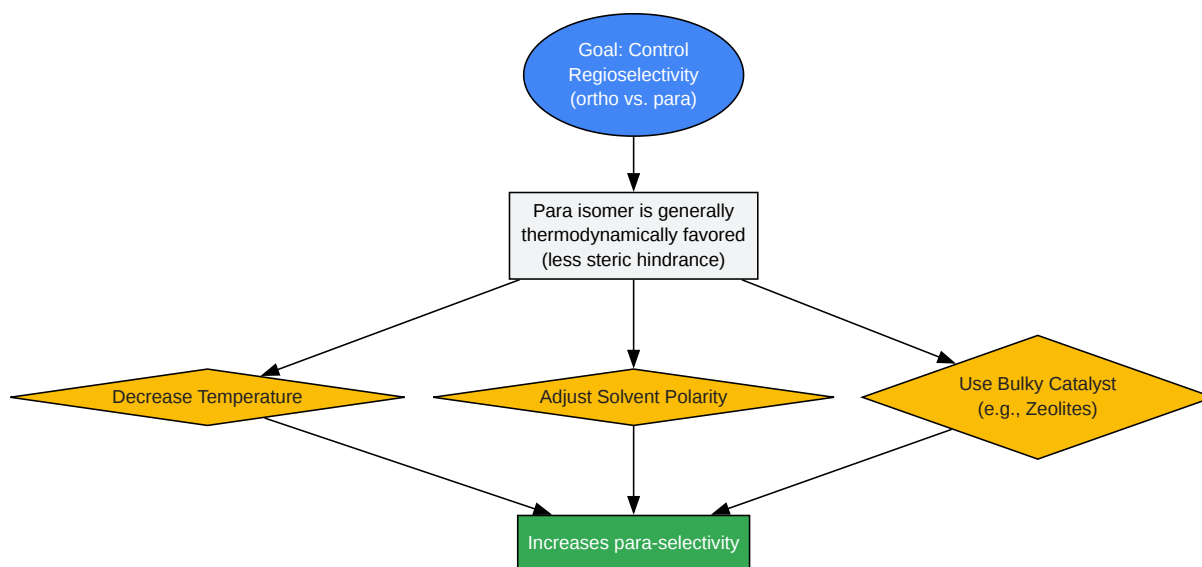 Goal: Control
Regioselectivity
(ortho vs. para)
Para isomer is generally
thermodynamically favored
(less steric hindrance)
Decrease Temperature
Adjust Solvent Polarity
Use Bulky Catalyst
(e.g., Zeolites)
Increases para-selectivity